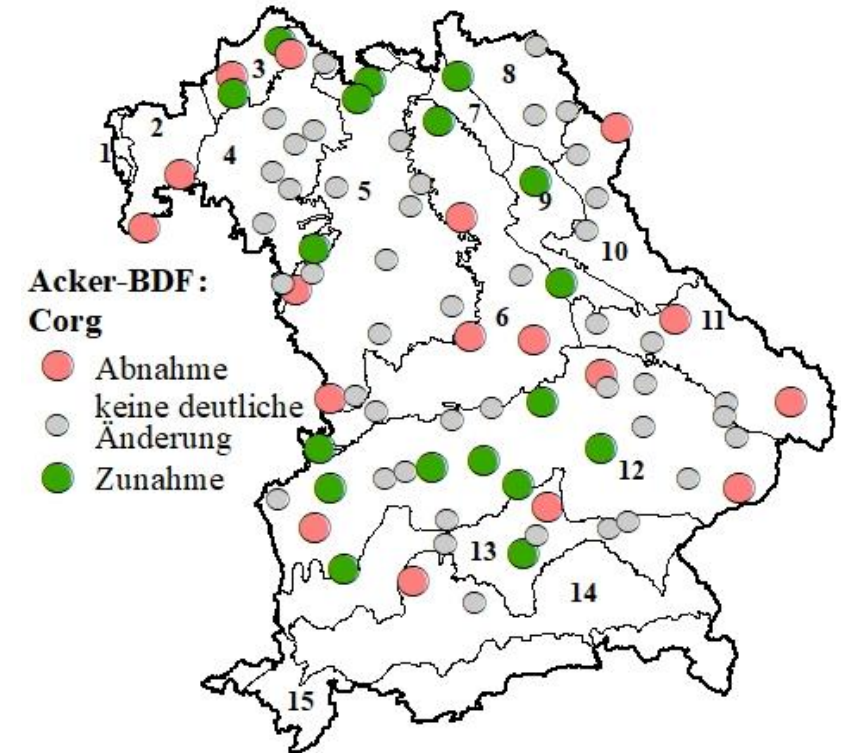 3
8
2
7
1
4
5
9
10
Acker-BDF:
Corg
6
11
Abnahme
keine deutliche
Änderung
Zunahme
12
13
14
15